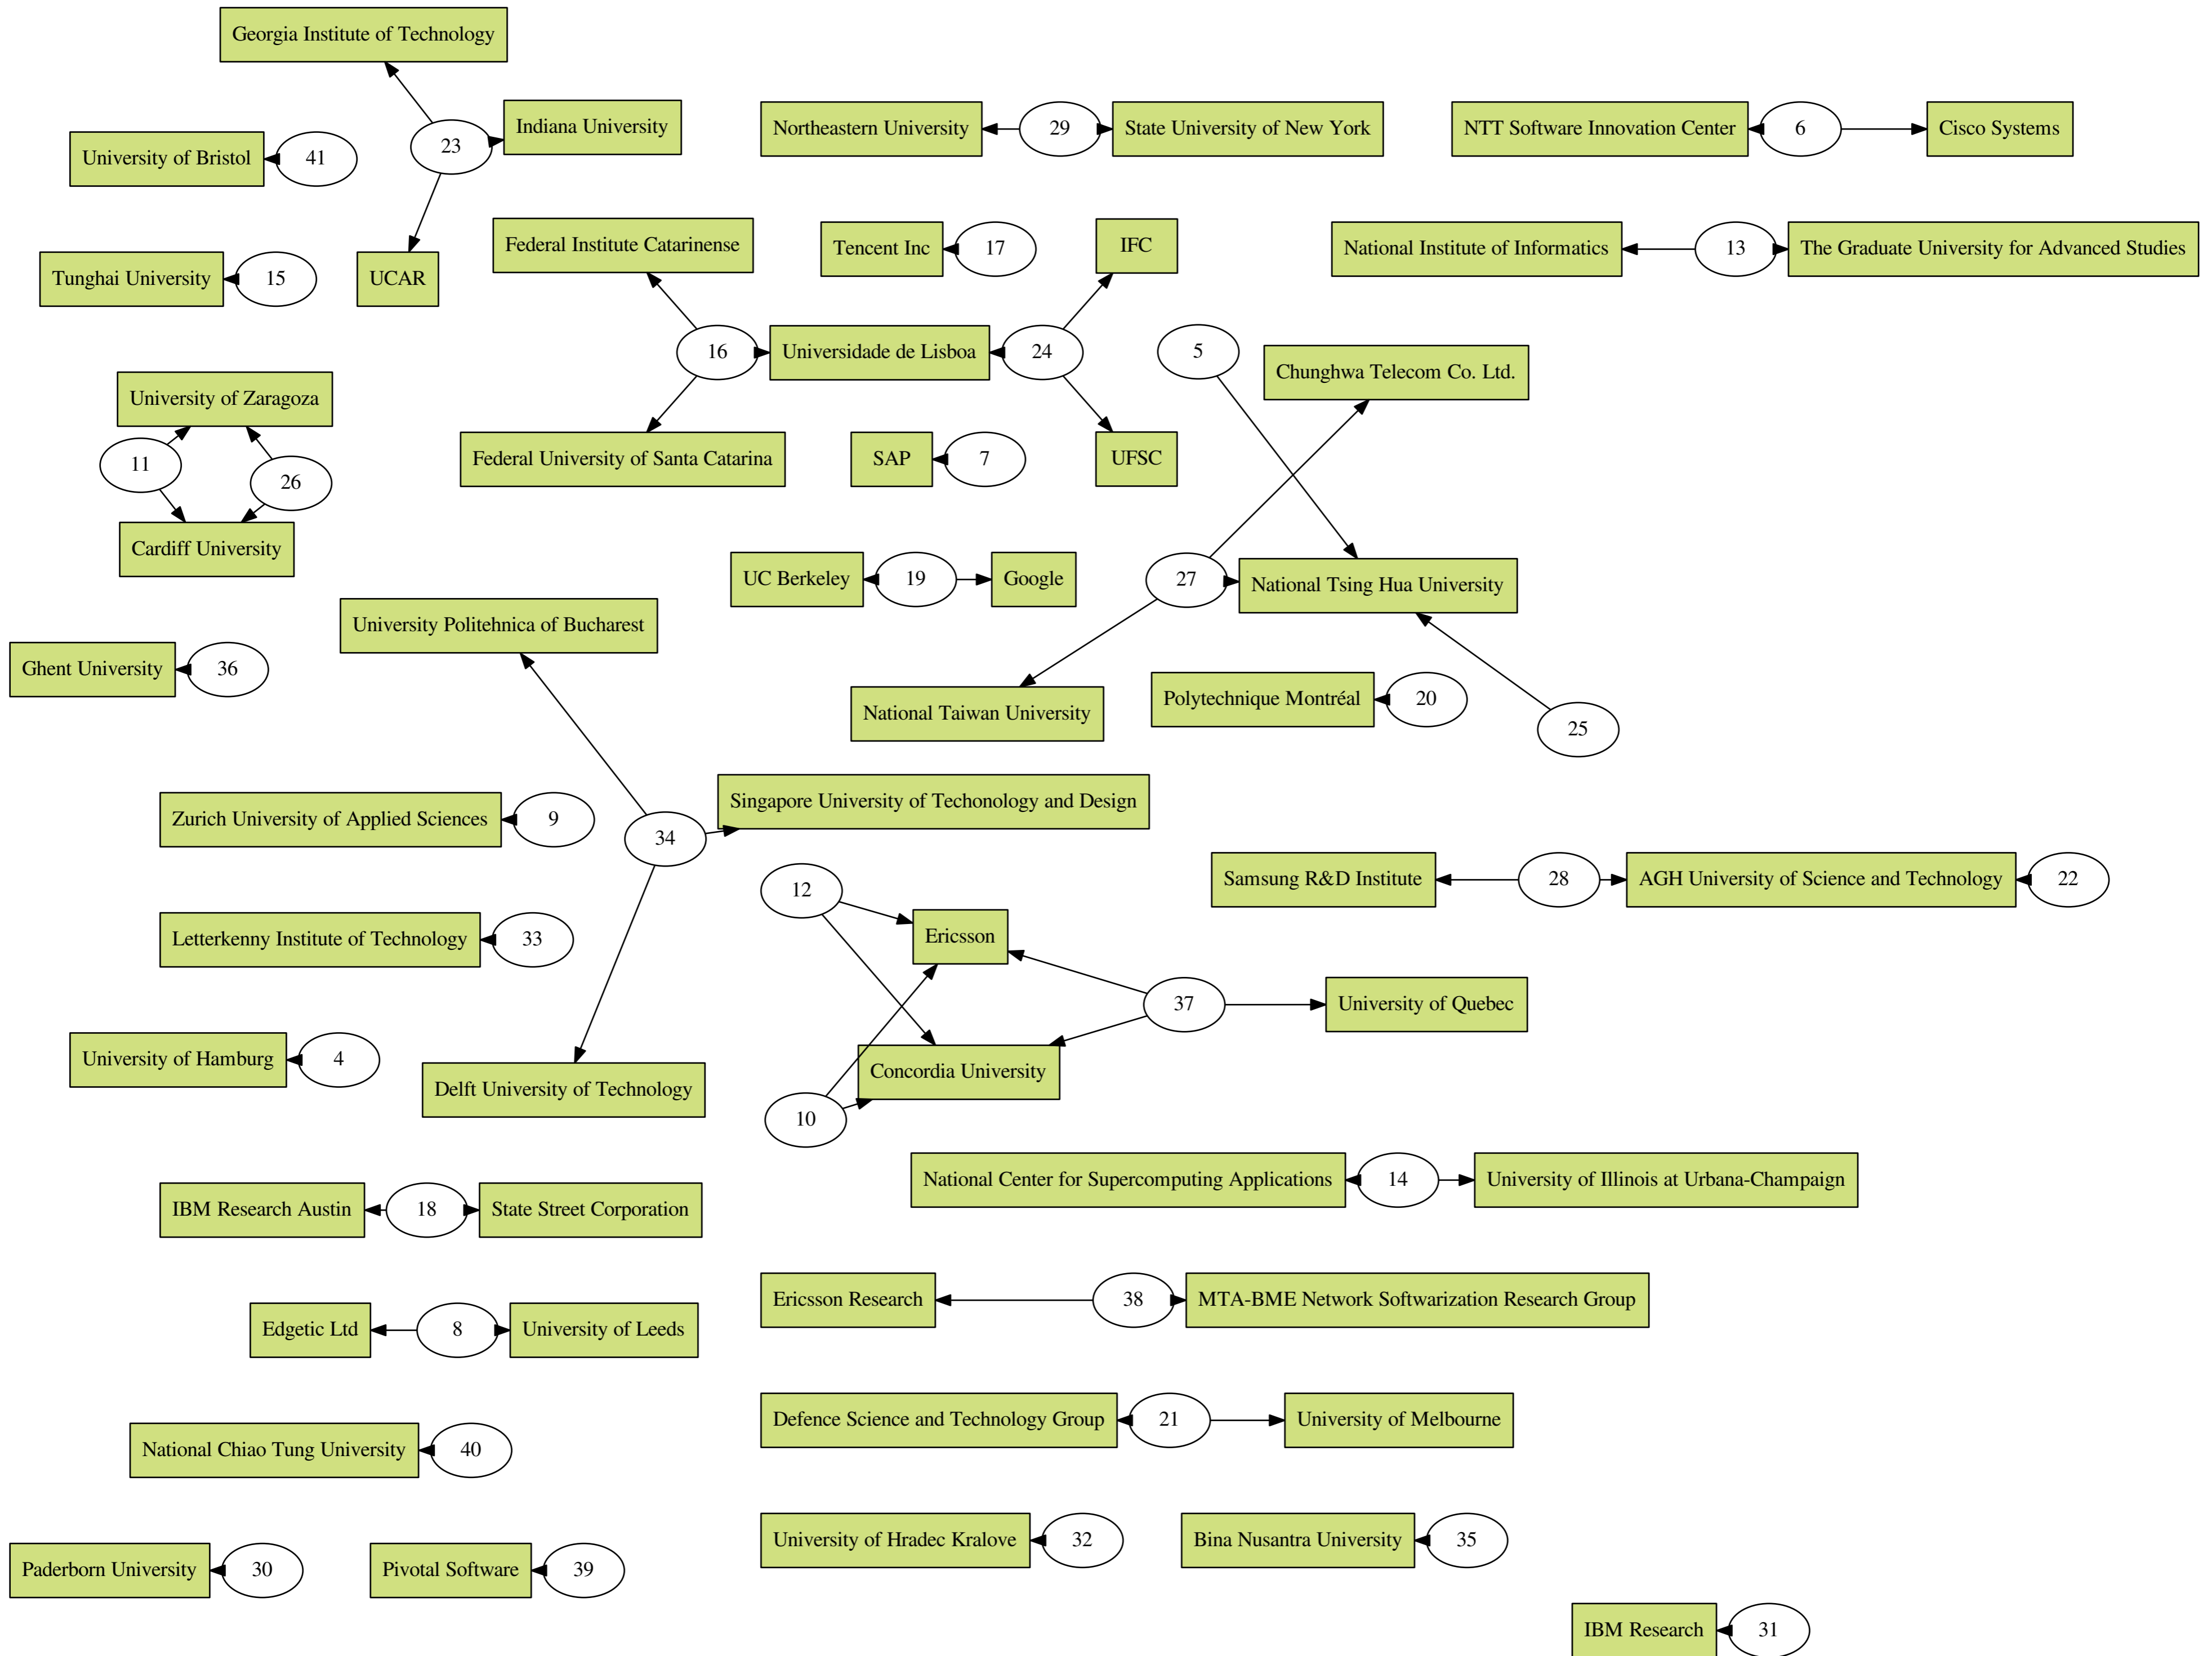 Georgia Institute of Technology
Indiana University
23
University of Bristol
41
Northeastern University
29
State University of New York
NTT Software Innovation Center
6
Cisco Systems
Tunghai University
15
UCAR
Federal Institute Catarinense
Tencent Inc
17
IFC
National Institute of Informatics
13
The Graduate University for Advanced Studies
16
Universidade de Lisboa
24
5
Chunghwa Telecom Co. Ltd.
University of Zaragoza
11
26
Cardiff University
Federal University of Santa Catarina
SAP
7
UFSC
UC Berkeley
19
Google
27
National Tsing Hua University
University Politehnica of Bucharest
Ghent University
36
National Taiwan University
Polytechnique Montréal
20
25
Singapore University of Techonology and Design
Zurich University of Applied Sciences
9
34
12
Samsung R&D Institute
28
AGH University of Science and Technology
22
Letterkenny Institute of Technology
33
Ericsson
37
University of Quebec
University of Hamburg
4
Delft University of Technology
Concordia University
10
National Center for Supercomputing Applications
14
University of Illinois at Urbana-Champaign
IBM Research Austin
18
State Street Corporation
Ericsson Research
38
MTA-BME Network Softwarization Research Group
Edgetic Ltd
8
University of Leeds
Defence Science and Technology Group
21
University of Melbourne
National Chiao Tung University
40
University of Hradec Kralove
32
Bina Nusantra University
35
Paderborn University
30
Pivotal Software
39
IBM Research
31